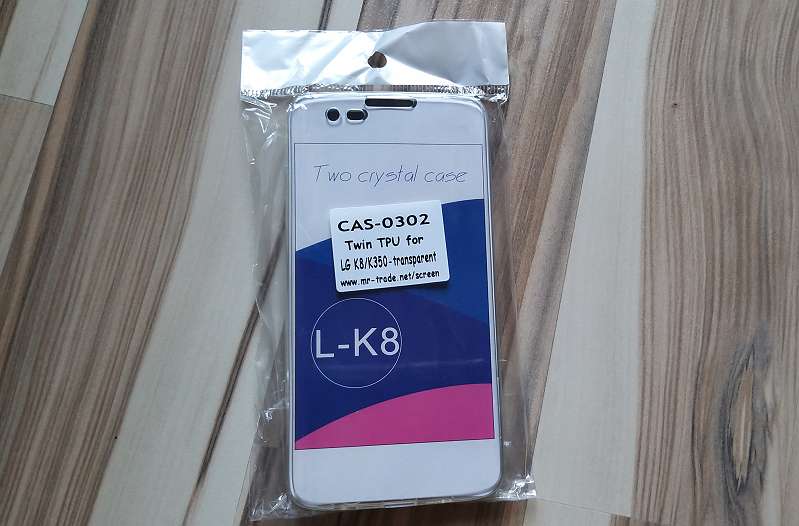 Two crystal case
CAS-0302
Twin TPU for
LG K8/K350-transparent
www.mr-trade.net/screen
L-K8